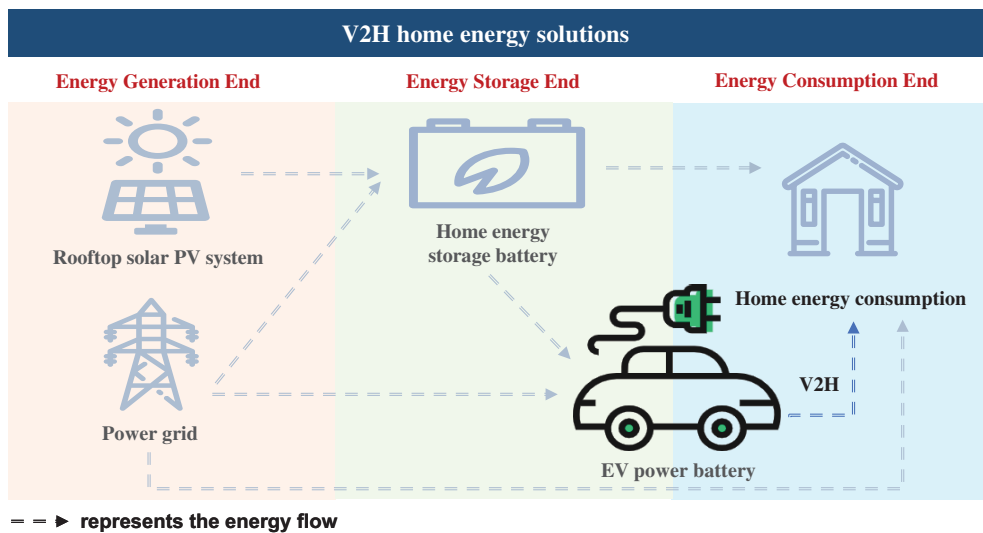 V2H home energy solutions
Energy Generation End
Energy Storage End
Energy Consumption End
Rooftop solar PV system
Home energy
storage battery
Home energy consumption
V2H
Power grid
EV power battery
represents the energy flow